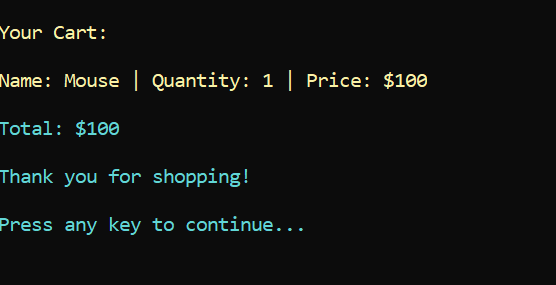 Your Cart:
Name: Mouse | Quantity: 1 | Price: $100
Total: $100
Thank you for shopping!
Press any key to continue...